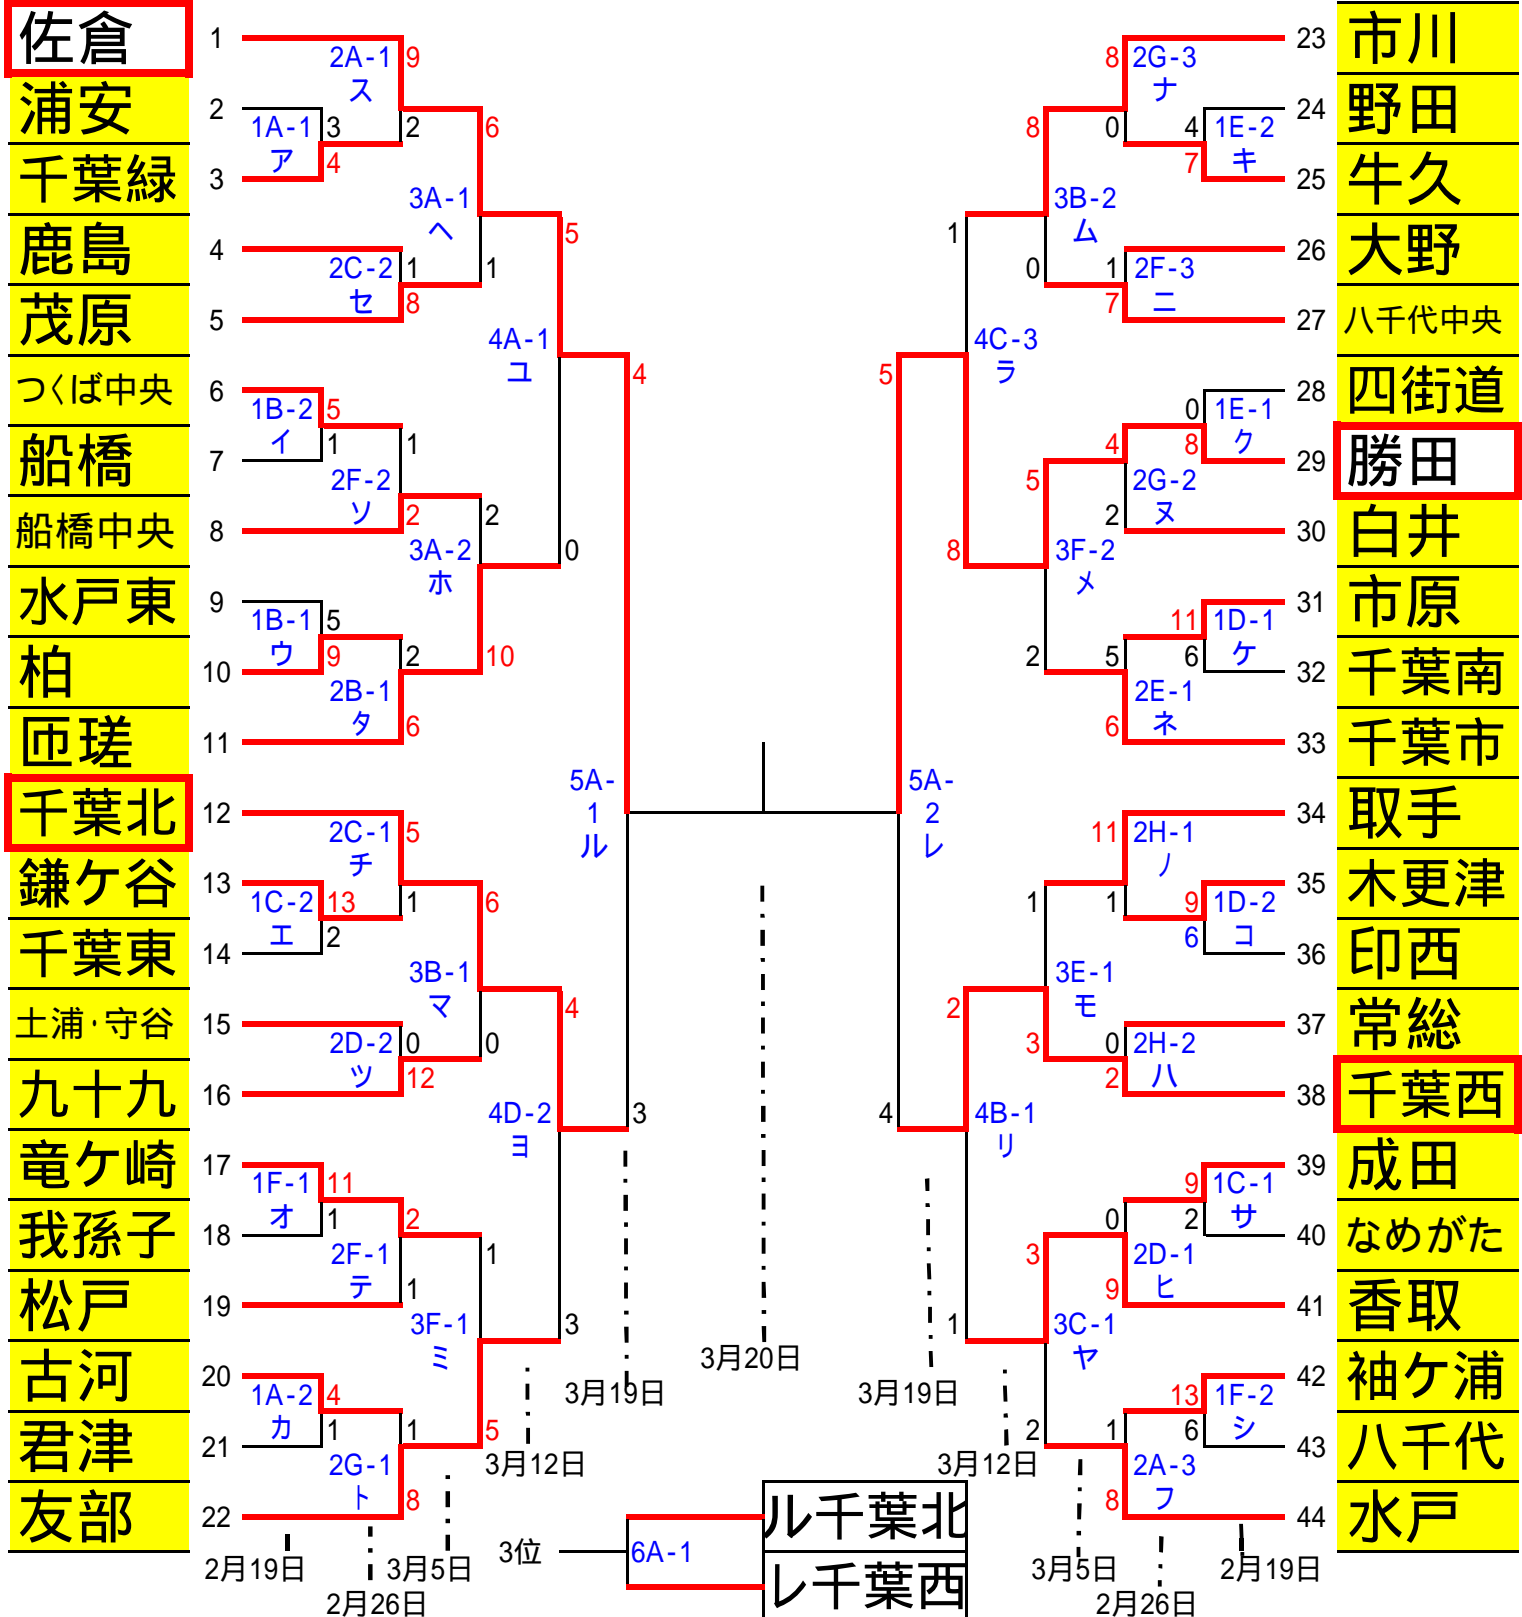 佐倉 1
浦安 2
千葉緑 3
鹿島 4
茂原 5
つくば中央 6
船橋 7
船橋中央 8
水戸東 9
柏 10
匝瑳 11
千葉北 12
鎌ケ谷 13
千葉東 14
土浦・守谷 15
九十九 16
竜ケ崎 17
我孫子 18
松戸 19
古河 20
君津 21
友部 22
2A-1 9
ス
1A-1 3 2
ア 4
6
3A-1
ヘ
2C-2 1 1
セ 8
5
4A-1
ユ
1B-2 5
イ 1 1
2F-2
ソ 2 2
3A-2 0
ホ
1B-1 5
ウ 9 2 10
2B-1
タ 6
4
5A-
1
ル
2C-1 5
チ
1C-2 13 1 6
エ 2
3B-1
マ
2D-2 0 0
ツ 12
4
4D-2 3
ヨ
1F-1 11
オ 1 2 1
2F-1
テ 1
3F-1 3
ミ
1A-2 4
カ 1 1 5
2G-1
ト 8
2月19日
2月26日
3月5日
3月12日
3月19日
3月20日
3位
6A-1
ル千葉北
レ千葉西
23 市川
24 野田
25 牛久
26 大野
27 八千代中央
28 四街道
29 勝田
30 白井
31 市原
32 千葉南
33 千葉市
34 取手
35 木更津
36 印西
37 常総
38 千葉西
39 成田
40 なめがた
41 香取
42 袖ケ浦
43 八千代
44 水戸
8 2G-3
ナ
8 0 4 1E-2
7 キ
3B-2
ム
1 0 1 2F-3
7 ニ
5 4C-3
ラ
0 1E-1
4 8 ク
5 2G-2
2 ヌ
8 3F-2
メ
11 1D-1
2 5 6 ケ
2E-1
6 ネ
5A-
2
レ
11 2H-1
ノ
1 1 9 1D-2
6 コ
3E-1
モ
2 3 0 2H-2
2 ハ
4 4B-1
リ
9 1C-1
0 2 サ
3 2D-1
9 ヒ
1 3C-1
ヤ
13 1F-2
2 1 6 シ
2A-3
8 フ
3月19日
3月12日
3月5日
2月26日
2月19日